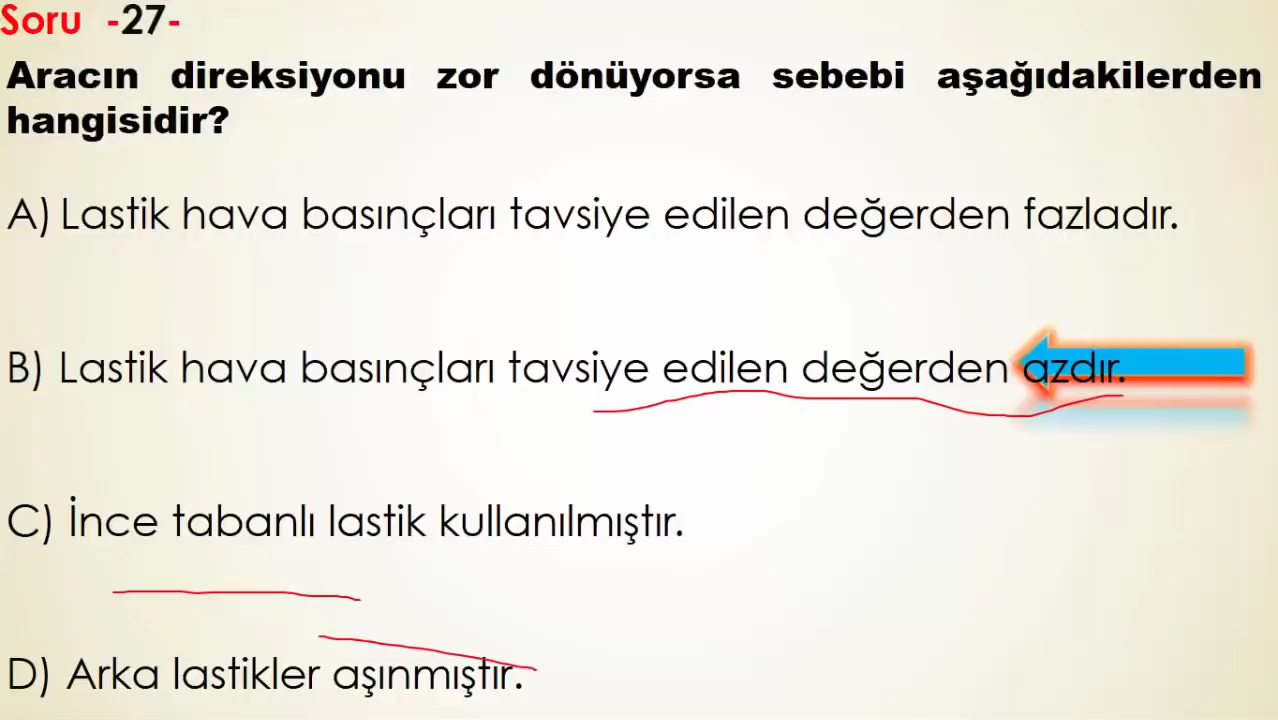 Soru -27-
Aracın direksiyonu zor dönüyorsa sebebi aşağıdakilerden
hangisidir?
A) Lastik hava basınçları tavsiye edilen değerden fazladır.
B) Lastik hava basınçları tavsiye edilen değerden azdır.
C) İnce tabanlı lastik kullanılmıştır.
D) Arka lastikler aşınmıştır.